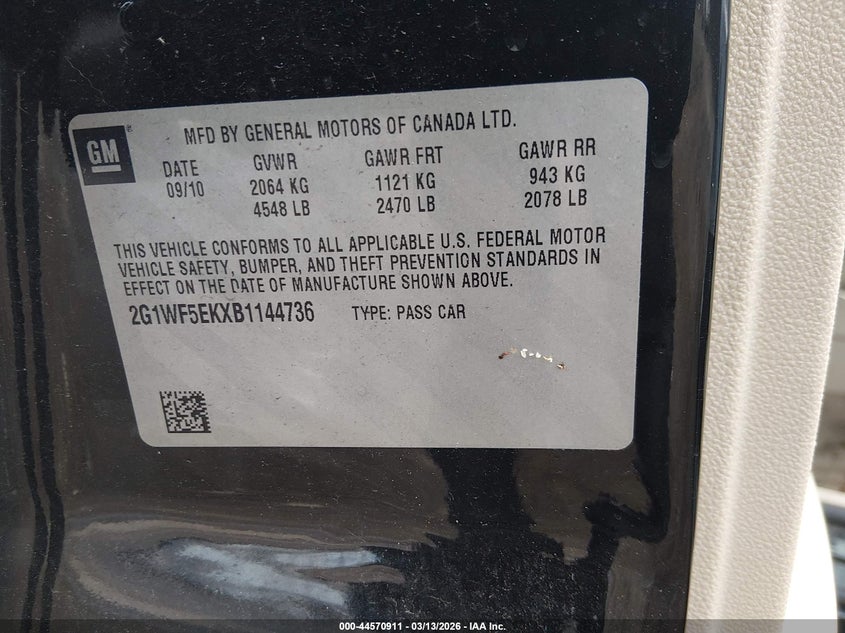 GM
MFD BY GENERAL MOTORS OF CANADA LTD.
DATE GVWR GAWR FRT GAWR RR
09/10 2064 KG 1121 KG 943 KG
4548 LB 2470 LB 2078 LB
THIS VEHICLE CONFORMS TO ALL APPLICABLE U.S. FEDERAL MOTOR
VEHICLE SAFETY, BUMPER, AND THEFT PREVENTION STANDARDS IN
EFFECT ON THE DATE OF MANUFACTURE SHOWN ABOVE.
2G1WF5EKXB1144736 TYPE: PASS CAR
000-44570911 - 03/13/2026 - IAA Inc.